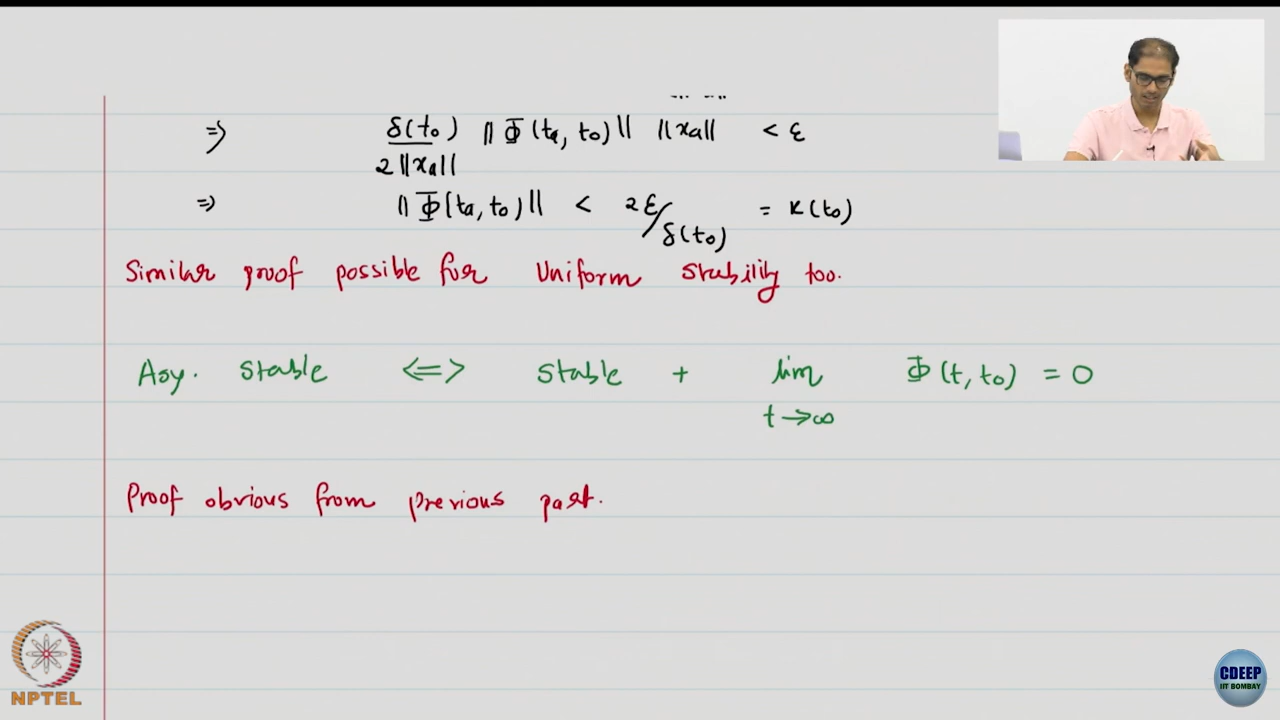 => δ(t₀) / 2||xₐ|| ||Φ(tₐ, t₀)|| ||xₐ|| < ε
=> ||Φ(tₐ, t₀)|| < 2ε/δ(t₀) = K(t₀)
Similar proof possible for Uniform stability too.
Asy. Stable <=> Stable + lim Φ(t, t₀) = 0
t→∞
Proof obvious from previous part.
NPTEL
CDEEP
IIT BOMBAY